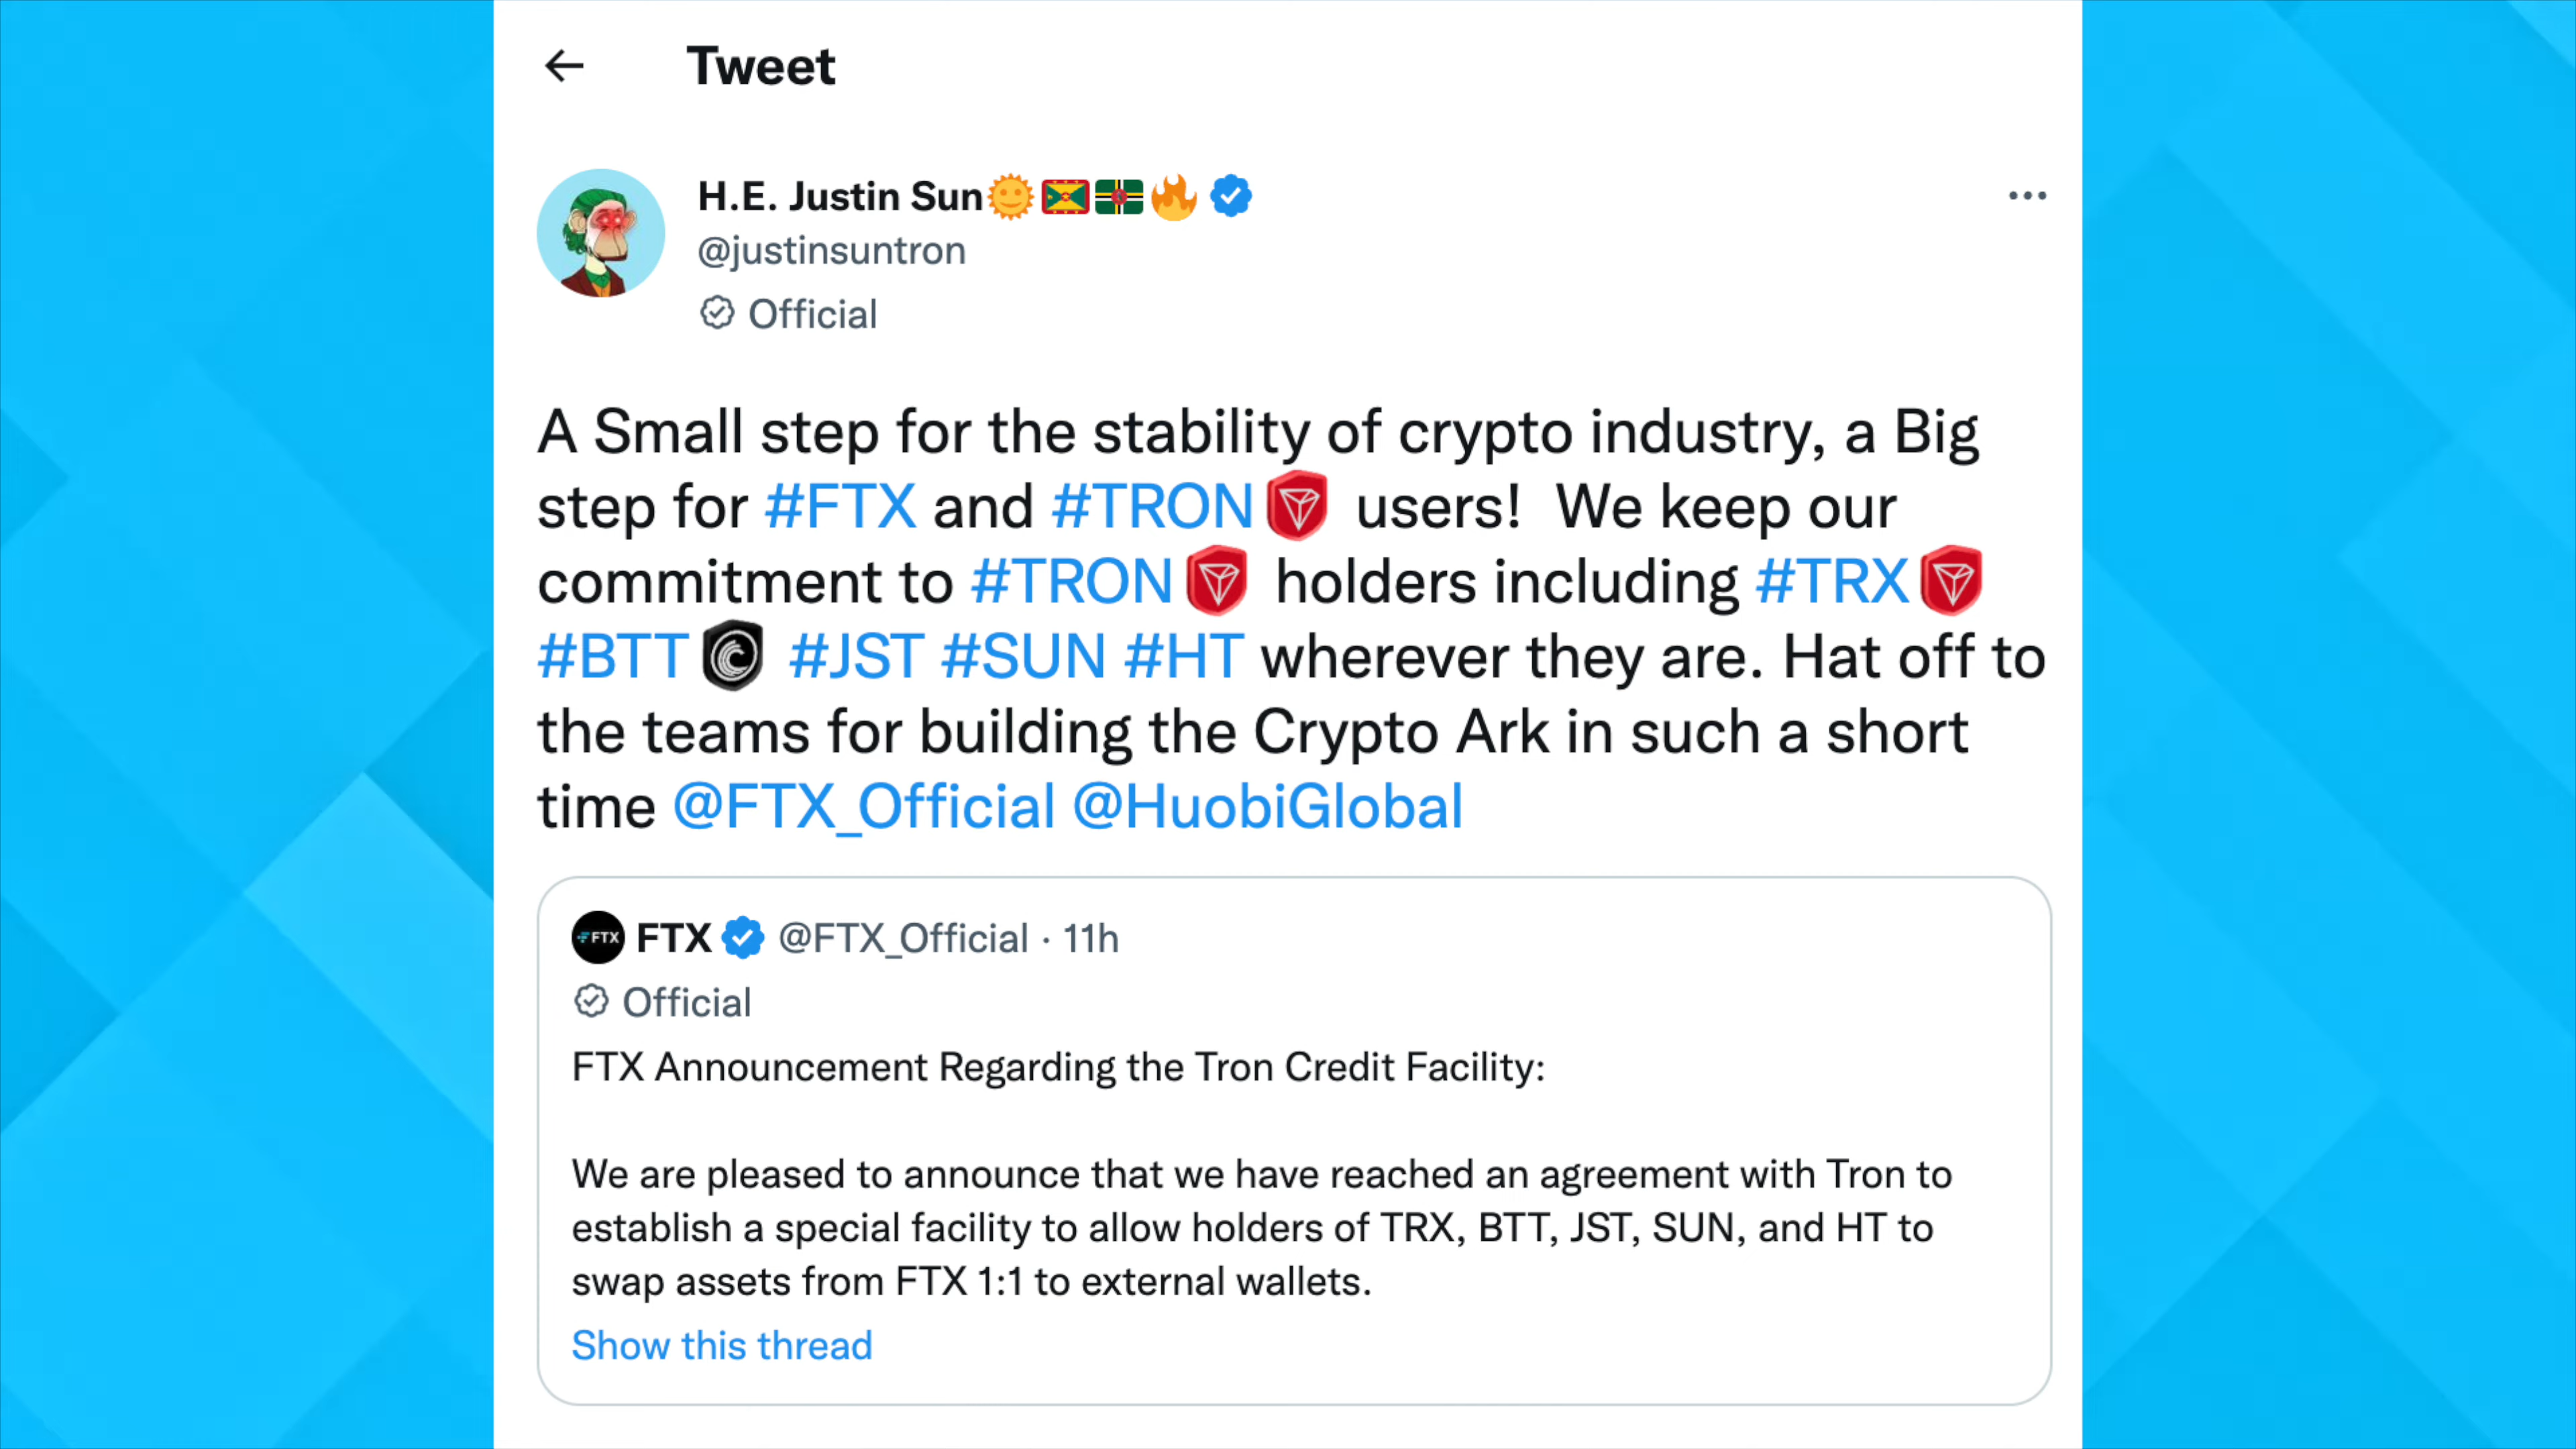 Tweet
H.E. Justin Sun🌞🇬🇩🇩🇲🔥
@justinsuntron
Official
A Small step for the stability of crypto industry, a Big
step for #FTX and #TRON users!  We keep our
commitment to #TRON holders including #TRX
#BTT #JST #SUN #HT wherever they are. Hat off to
the teams for building the Crypto Ark in such a short
time @FTX_Official @HuobiGlobal
FTX FTX @FTX_Official · 11h
Official
FTX Announcement Regarding the Tron Credit Facility:
We are pleased to announce that we have reached an agreement with Tron to
establish a special facility to allow holders of TRX, BTT, JST, SUN, and HT to
swap assets from FTX 1:1 to external wallets.
Show this thread